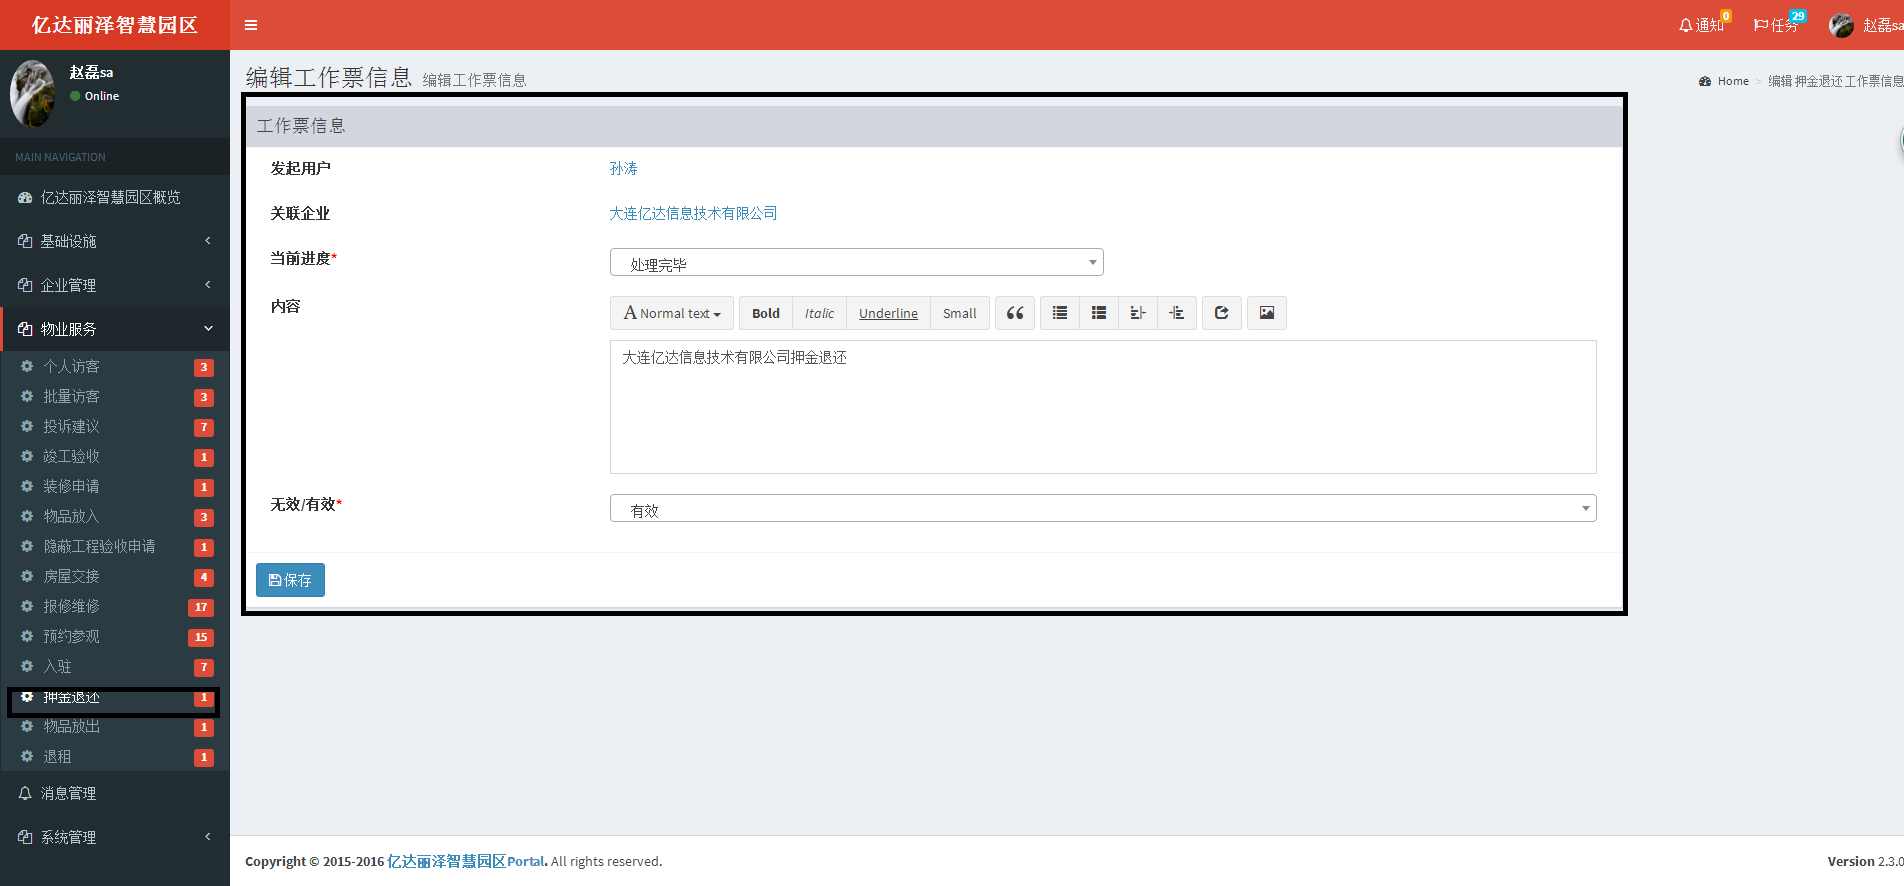 亿达丽泽智慧园区
通知 0
任务 29
赵磊sa
赵磊sa
Online
MAIN NAVIGATION
亿达丽泽智慧园区概览
基础设施
企业管理
物业服务
个人访客 3
批量访客 3
投诉建议 7
竣工验收 1
装修申请 1
物品放入 3
隐蔽工程验收申请 1
房屋交接 4
报修维修 17
预约参观 15
入驻 7
押金退还 1
物品放出 1
退租 1
消息管理
系统管理
编辑工作票信息 编辑工作票信息
Home > 编辑 押金退还 工作票信息
工作票信息
发起用户 孙涛
关联企业 大连亿达信息技术有限公司
当前进度* 处理完毕
内容
A Normal text Bold Italic Underline Small
大连亿达信息技术有限公司押金退还
无效/有效* 有效
保存
Copyright © 2015-2016 亿达丽泽智慧园区Portal. All rights reserved.
Version 2.3.0